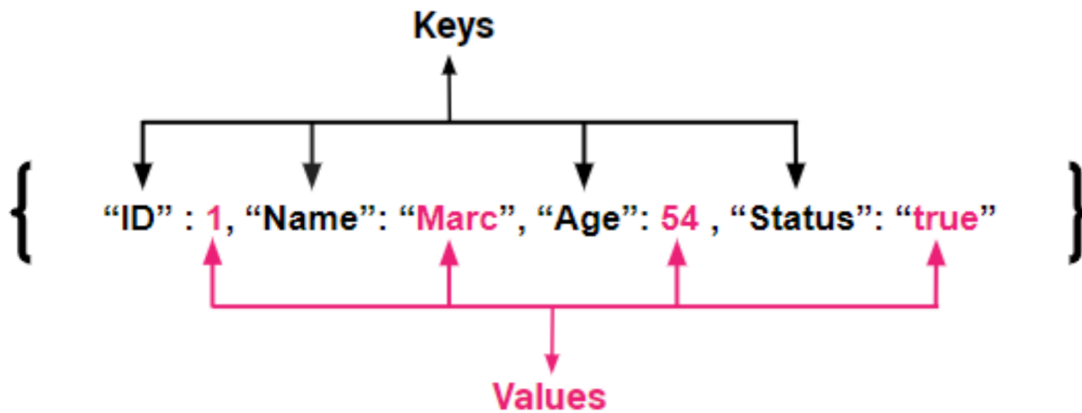 Keys
{ “ID” : 1, “Name”: “Marc”, “Age”: 54 , “Status”: “true” }
Values